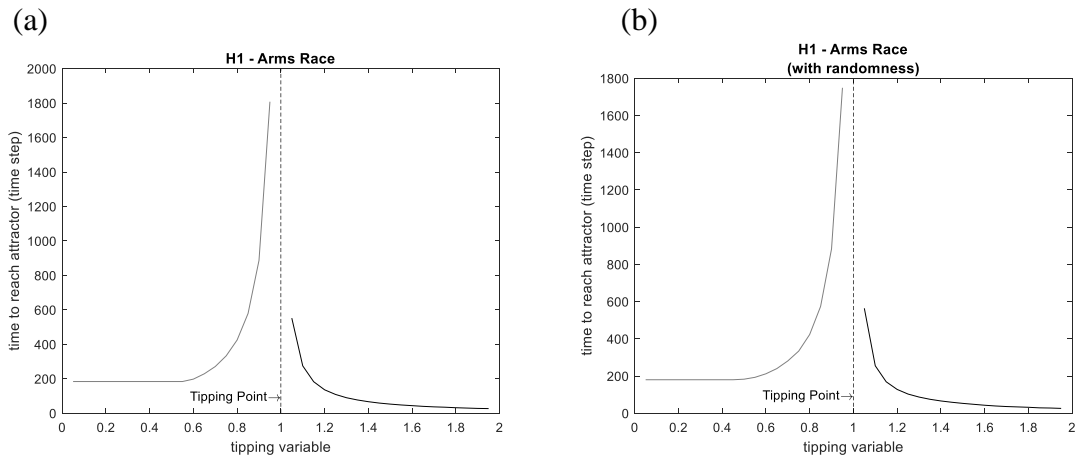 (a)
H1 - Arms Race
2000
1800
1600
1400
1200
1000
800
600
400
200
0
time to reach attractor (time step)
Tipping Point→
0 0.2 0.4 0.6 0.8 1 1.2 1.4 1.6 1.8 2
tipping variable
(b)
H1 - Arms Race
(with randomness)
1800
1600
1400
1200
1000
800
600
400
200
0
time to reach attractor (time step)
Tipping Point→
0 0.2 0.4 0.6 0.8 1 1.2 1.4 1.6 1.8 2
tipping variable